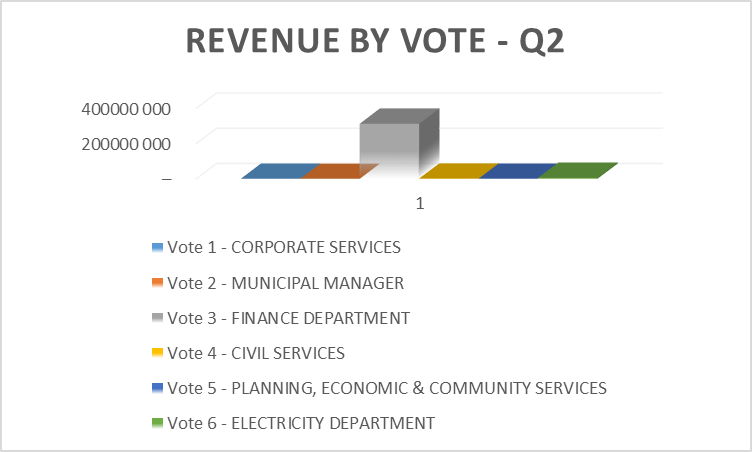 REVENUE BY VOTE - Q2
400000 000
200000 000
–
1
Vote 1 - CORPORATE SERVICES
Vote 2 - MUNICIPAL MANAGER
Vote 3 - FINANCE DEPARTMENT
Vote 4 - CIVIL SERVICES
Vote 5 - PLANNING, ECONOMIC & COMMUNITY SERVICES
Vote 6 - ELECTRICITY DEPARTMENT